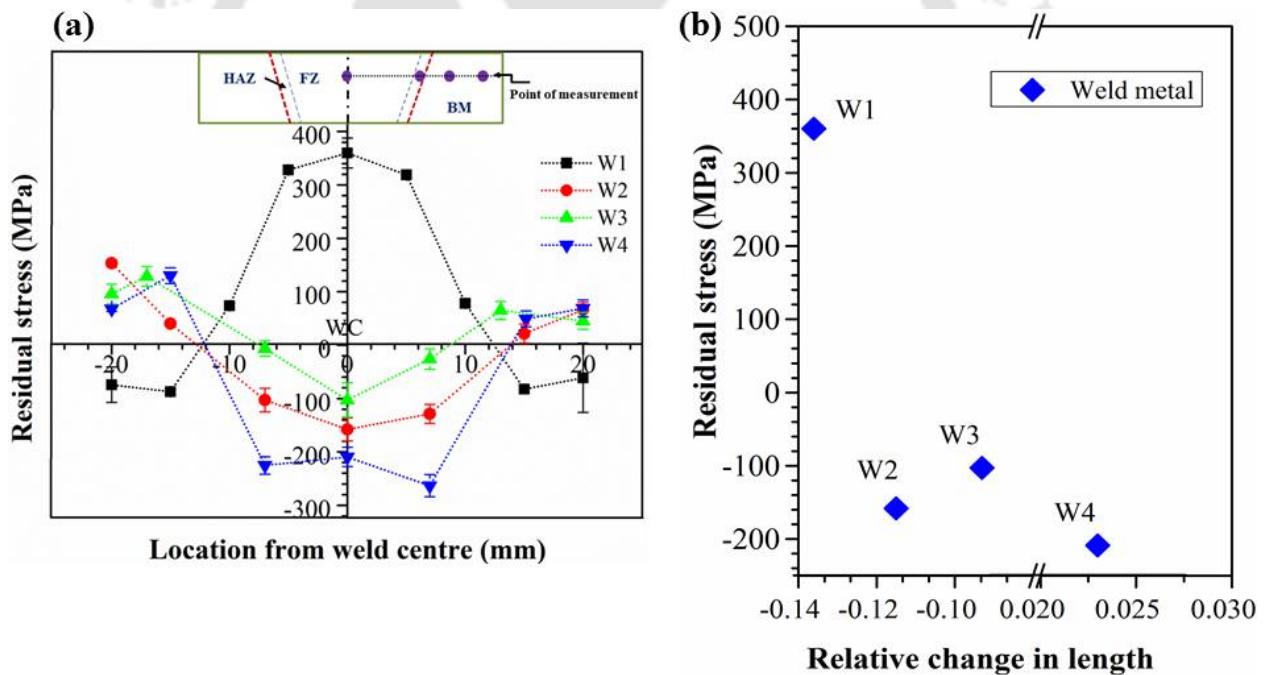 (a)
HAZ
FZ
BM
Point of measurement
Residual stress (MPa)
400
300
200
100
0
-100
-200
-300
-20
-10
0
10
20
WC
W1
W2
W3
W4
Location from weld centre (mm)
(b)
Residual stress (MPa)
500
400
300
200
100
0
-100
-200
Weld metal
W1
W2
W3
W4
-0.14
-0.12
-0.10
0.020
0.025
0.030
Relative change in length